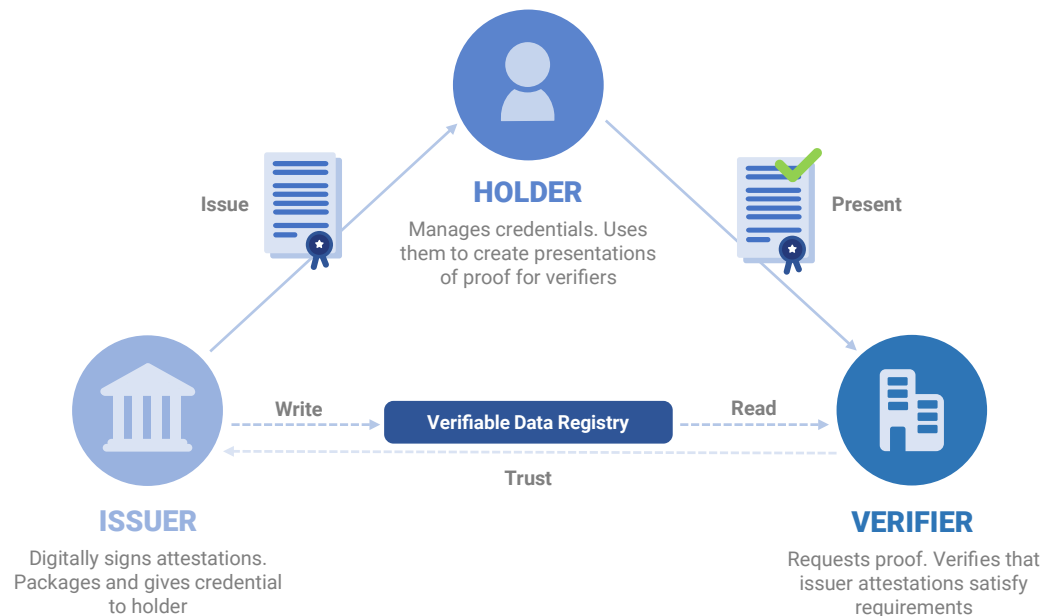 HOLDER
Manages credentials. Uses
them to create presentations
of proof for verifiers
Issue
Present
Write
Verifiable Data Registry
Read
Trust
ISSUER
Digitally signs attestations.
Packages and gives credential
to holder
VERIFIER
Requests proof. Verifies that
issuer attestations satisfy
requirements